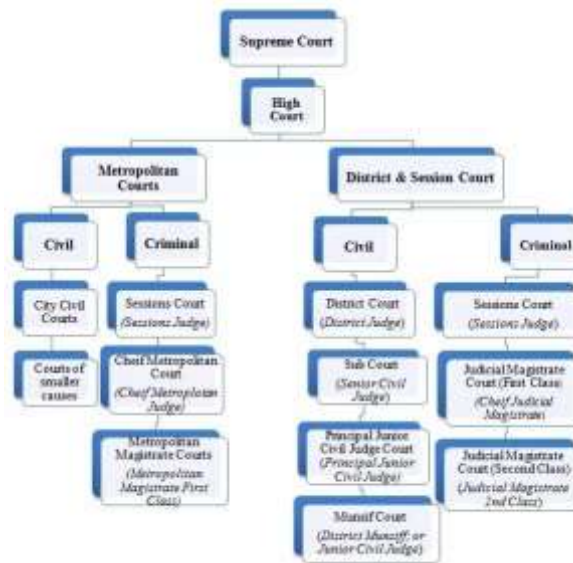 Supreme Court
High
Court
Metropolitan
Courts
District & Session Court
Civil
Criminal
Civil
Criminal
City Civil
Courts
Sessions Court
(Sessions Judge)
District Court
(District Judge)
Sessions Court
(Sessions Judge)
Courts of
smaller
causes
Cheif Metropolitan
Court
(Cheif Metroplotan
Judge)
Sub Court
(Senior Civil
Judge)
Judicial Magistrate
Court (First Class)
(Cheif Judicial
Magistrate)
Metropolitan
Magistrate Courts
(Metropolitan
Magistrate First
Class)
Principal Junior
Civil Judge Court
(Principal Junior
Civil Judge)
Judicial Magistrate
Court (Second Class)
(Judicial Magistrate
2nd Class)
Munsif Court
(District Munsiff, or
Junior Civil Judge)